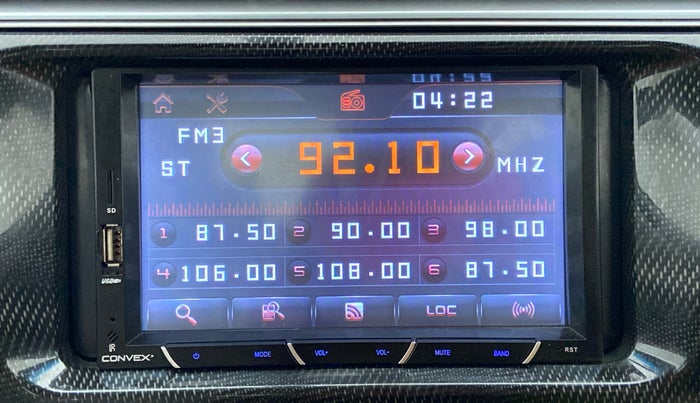 04:22
FM3
92.10
ST
MHZ
1 87.50 2 90.00 3 98.00
4 106.00 5 108.00 6 87.50
LOC
SD
USB
IR
CONVEX
MODE VOL+ VOL- MUTE BAND RST